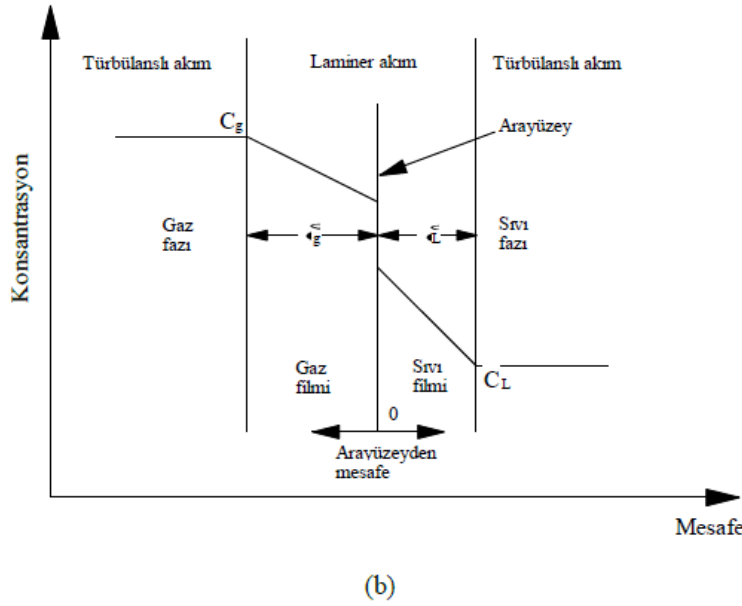 Türbülanslı akım
Laminer akım
Türbülanslı akım
Cg
Arayüzey
Konsantrasyon
Gaz
fazı
g
L
Sıvı
fazı
Gaz
filmi
Sıvı
filmi
CL
0
Arayüzeyden
mesafe
Mesafe
(b)